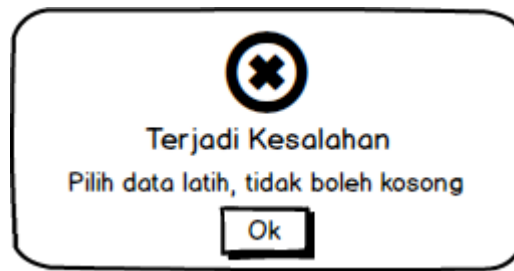 Terjadi Kesalahan
Pilih data latih, tidak boleh kosong
Ok